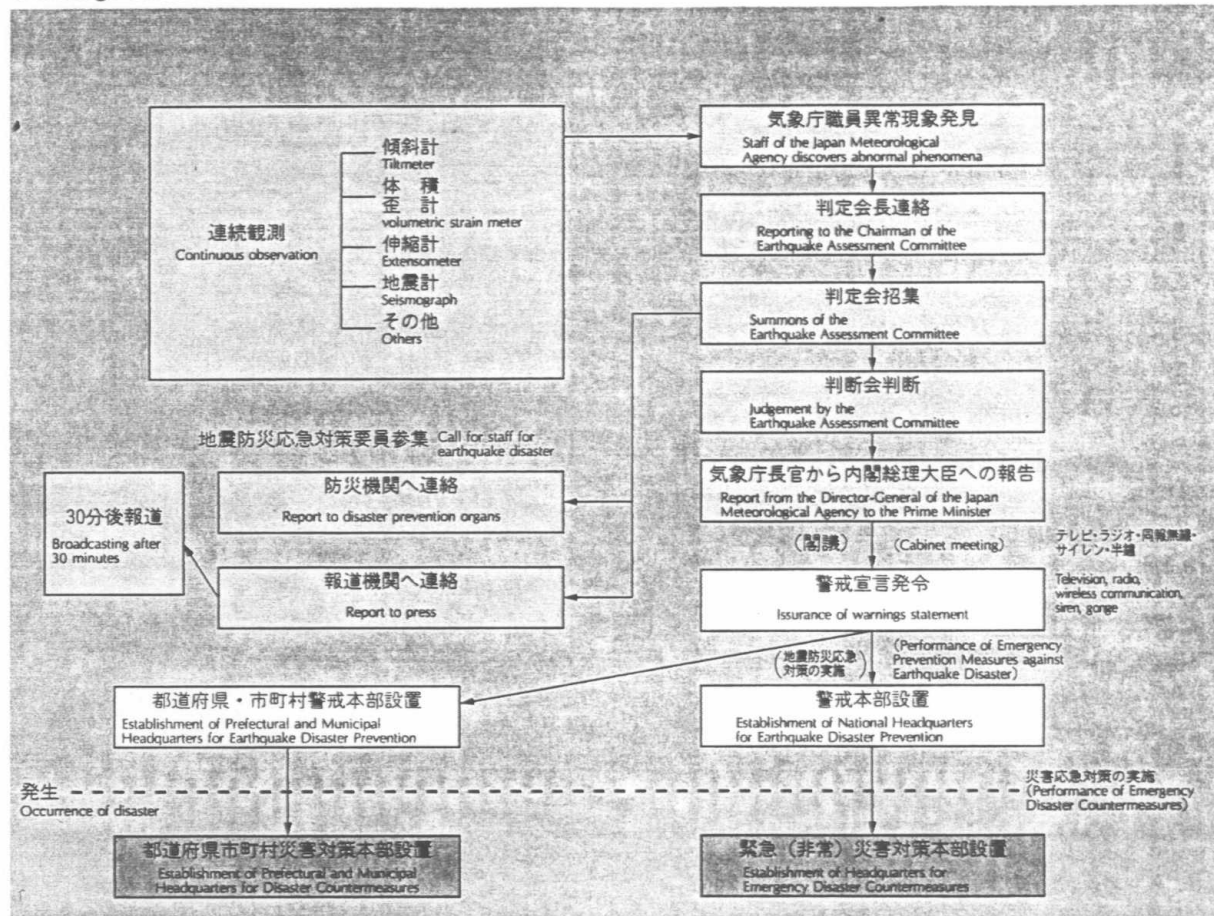 連続観測
Continuous observation
傾斜計
Tiltmeter
体 積
歪 計
volumetric strain meter
伸縮計
Extensometer
地震計
Seismograph
その他
Others
気象庁職員異常現象発見
Staff of the Japan Meteorological
Agency discovers abnormal phenomena
判定会長連絡
Reporting to the Chairman of the
Earthquake Assessment Committee
判定会招集
Summons of the
Earthquake Assessment Committee
判断会判断
Judgement by the
Earthquake Assessment Committee
地震防災応急対策要員参集 Call for staff for
earthquake disaster
防災機関へ連絡
Report to disaster prevention organs
30分後報道
Broadcasting after
30 minutes
報道機関へ連絡
Report to press
気象庁長官から内閣総理大臣への報告
Report from the Director-General of the Japan
Meteorological Agency to the Prime Minister
(閣議) (Cabinet meeting)
テレビ・ラジオ・同報無線・
サイレン・半鐘
Television, radio,
wireless communication,
siren, gonge
警戒宣言発令
Issurance of warnings statement
(地震防災応急
対策の実施)
(Performance of Emergency
Prevention Measures against
Earthquake Disaster)
都道府県・市町村警戒本部設置
Establishment of Prefectural and Municipal
Headquarters for Earthquake Disaster Prevention
警戒本部設置
Establishment of National Headquarters
for Earthquake Disaster Prevention
発生
Occurrence of disaster
災害応急対策の実施
(Performance of Emergency
Disaster Countermeasures)
都道府県市町村災害対策本部設置
Establishment of Prefectural and Municipal
Headquarters for Disaster Countermeasures
緊急(非常)災害対策本部設置
Establishment of Headquarters for
Emergency Disaster Countermeasures